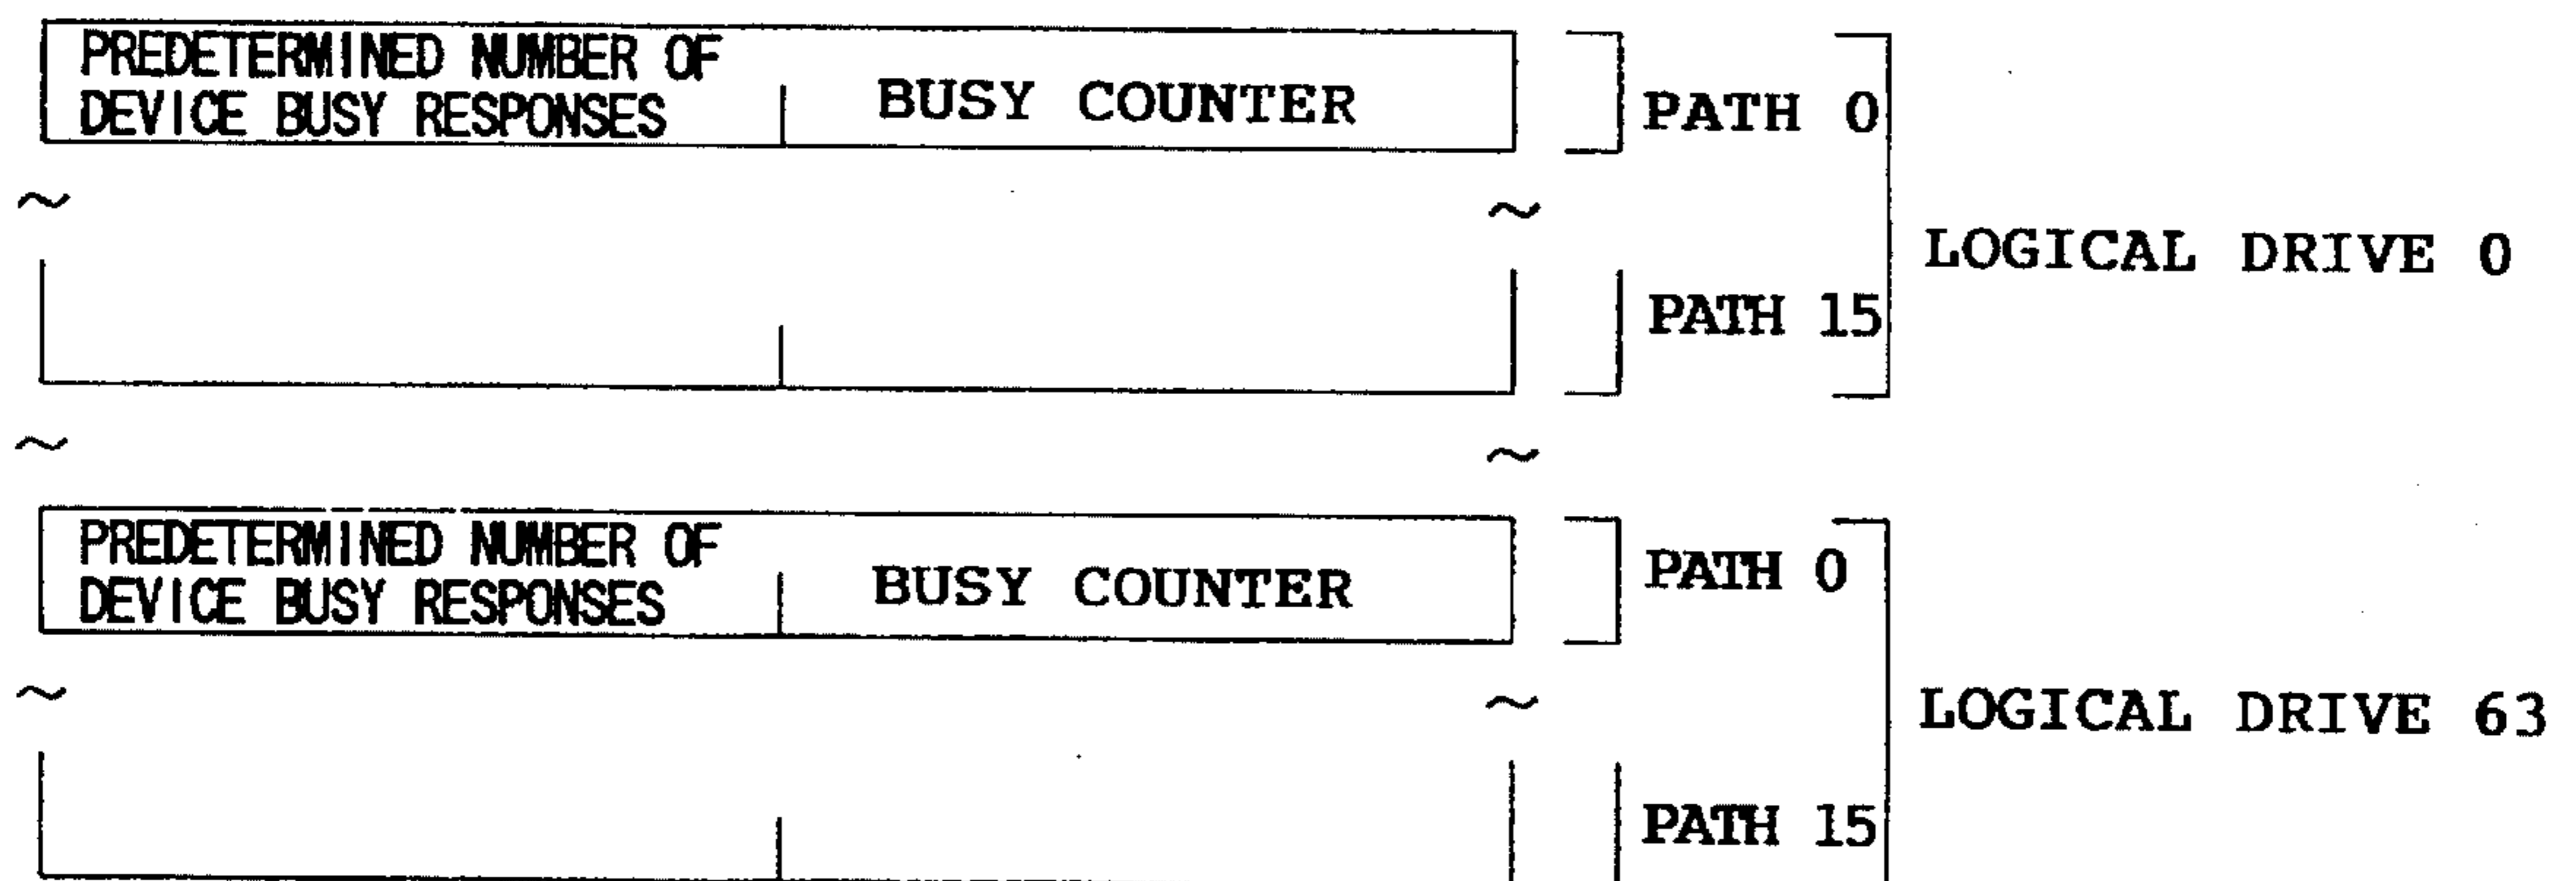 PREDETERMINED NUMBER OF
DEVICE BUSY RESPONSES
BUSY COUNTER
PATH 0
LOGICAL DRIVE 0
PATH 15
PREDETERMINED NUMBER OF
DEVICE BUSY RESPONSES
BUSY COUNTER
PATH 0
LOGICAL DRIVE 63
PATH 15